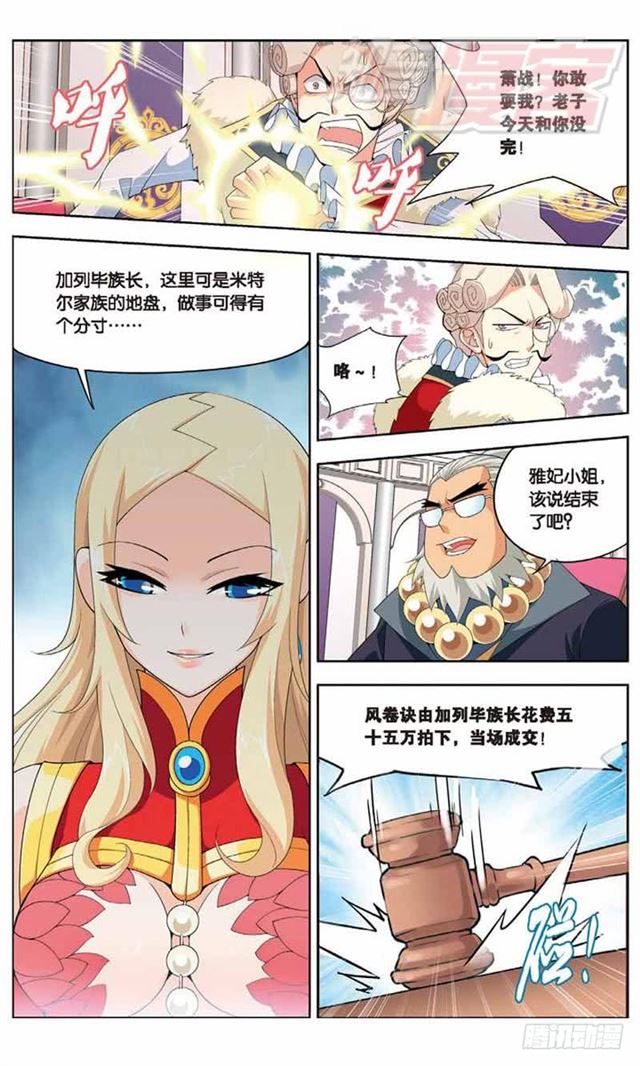 呼
呼
萧战！你敢
耍我？老子
今天和你没
完！
加列毕族长，这里可是米特
尔家族的地盘，做事可得有
个分寸……
咯~！
雅妃小姐，
该说结束
了吧？
风卷诀由加列毕族长花费五
十五万拍下，当场成交！
腾讯动漫